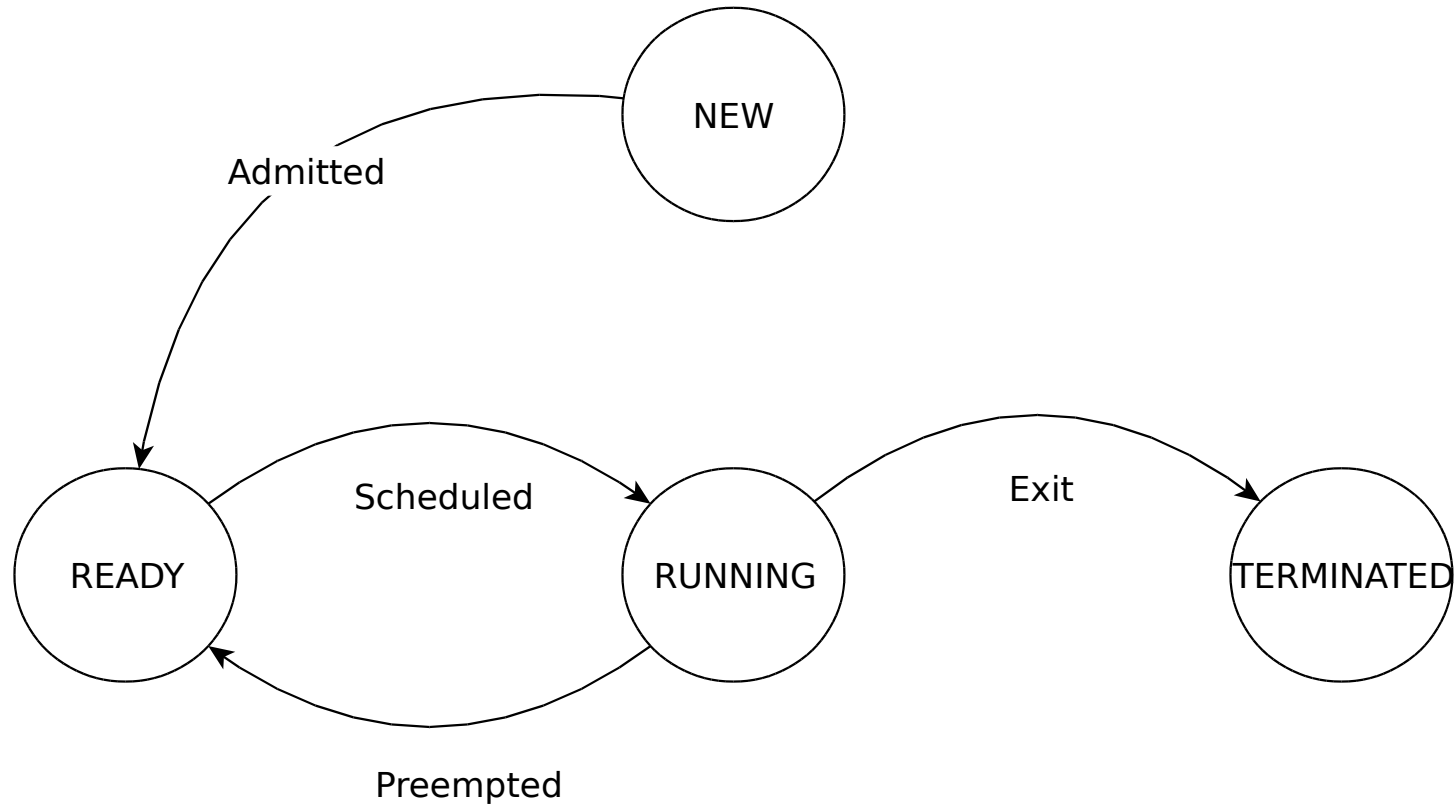 NEW
Admitted
Scheduled
Exit
READY
RUNNING
TERMINATED
Preempted